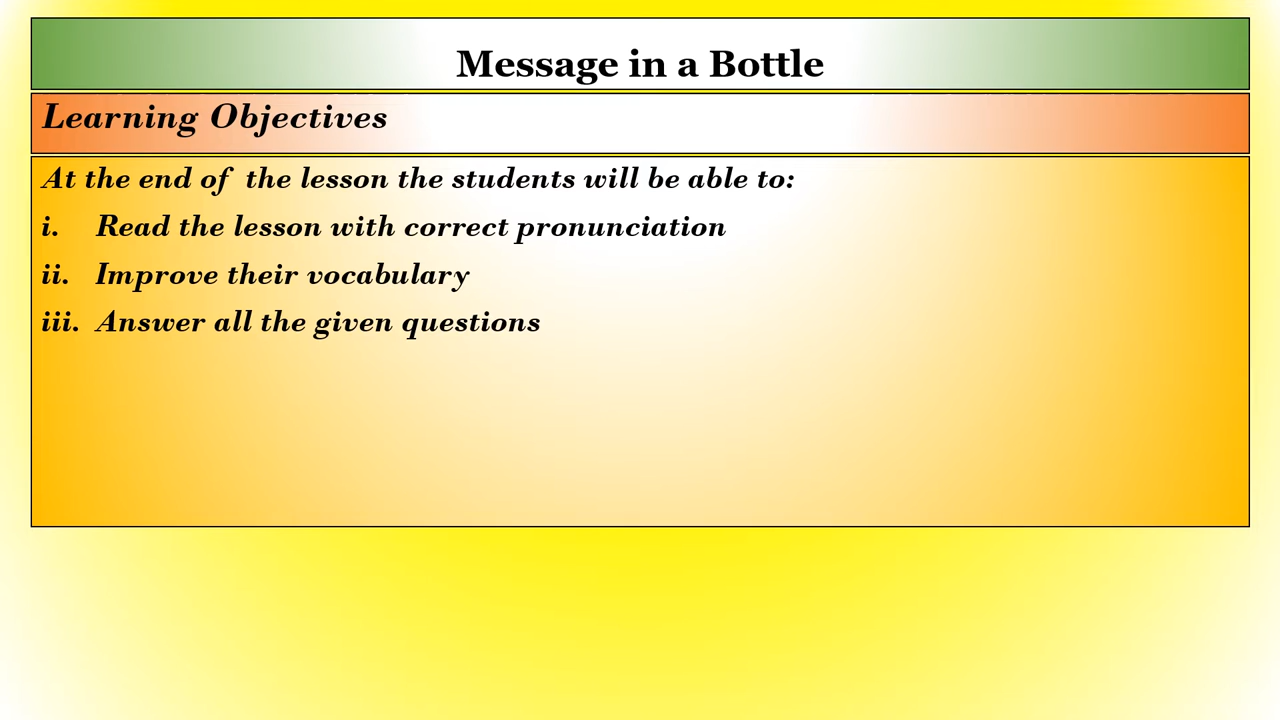 Message in a Bottle
Learning Objectives
At the end of the lesson the students will be able to:
i. Read the lesson with correct pronunciation
ii. Improve their vocabulary
iii. Answer all the given questions